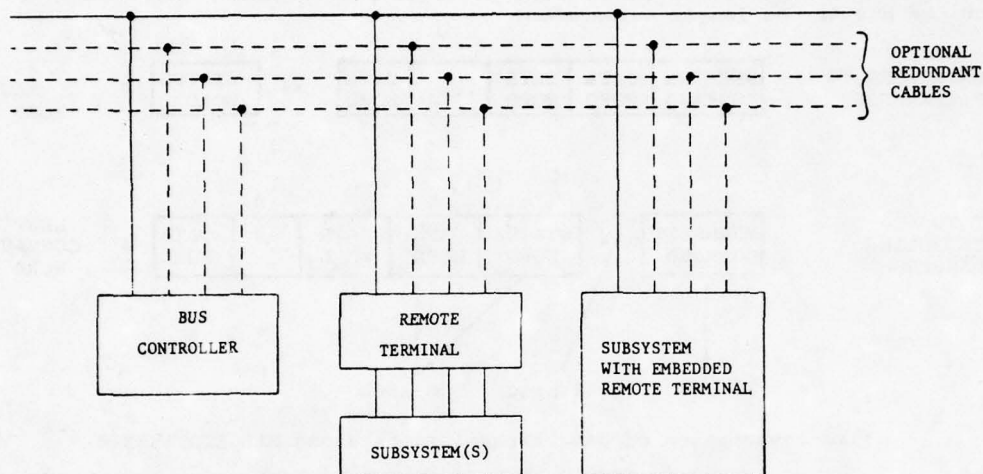 OPTIONAL
REDUNDANT
CABLES
BUS
CONTROLLER
REMOTE
TERMINAL
SUBSYSTEM
WITH EMBEDDED
REMOTE TERMINAL
SUBSYSTEM(S)